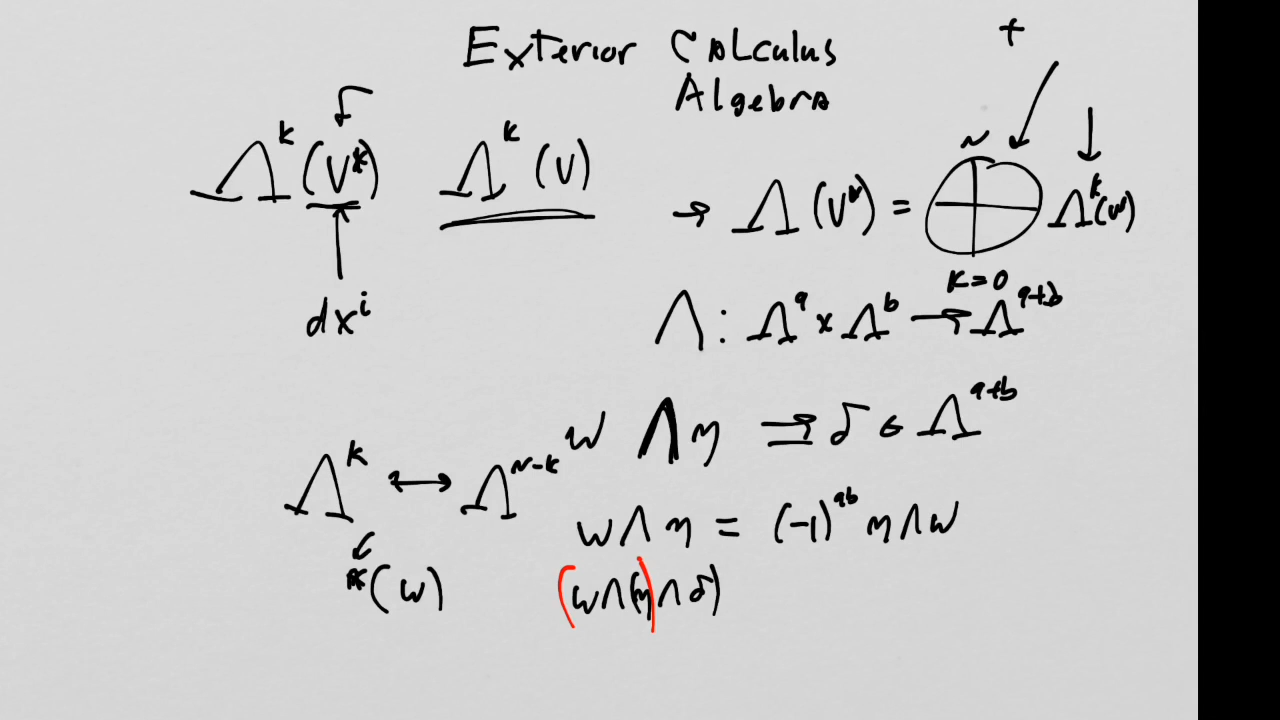 Exterior Calculus
Algebra
+
Λ^k (V*)
Λ^k (V)
→ Λ (V*) = ⊕_{k=0}^{n} Λ^k (V*)
dx^i
∧ : Λ^a × Λ^b → Λ^{a+b}
w ∧ η ⇒ δ ∈ Λ^{a+b}
Λ^k ↔ Λ^{n-k}
w ∧ η = (-1)^{ab} η ∧ w
*(w)
(w ∧ (η) ∧ δ)